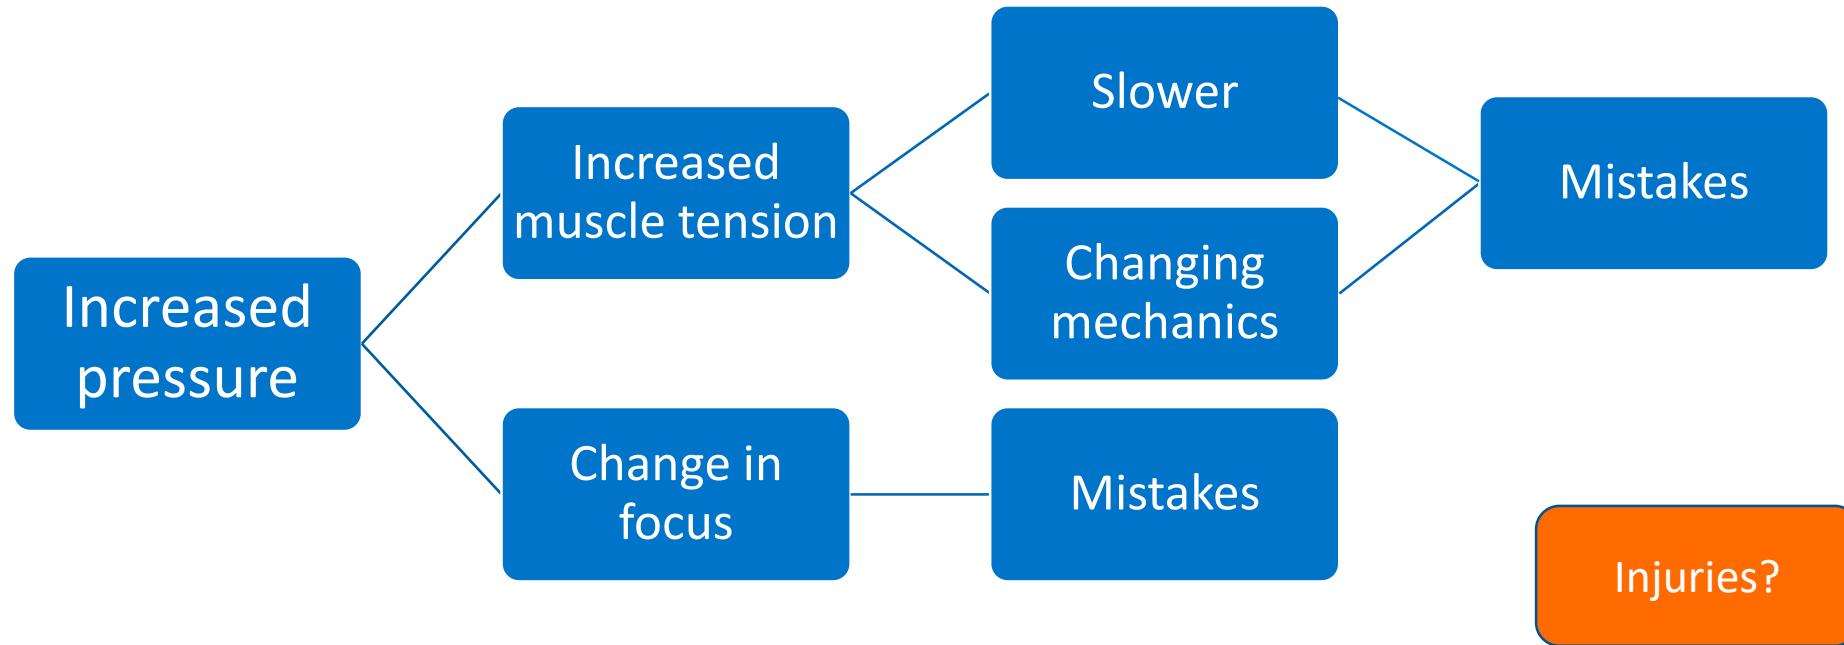 Increased
pressure
Increased
muscle tension
Change in
focus
Slower
Changing
mechanics
Mistakes
Mistakes
Injuries?